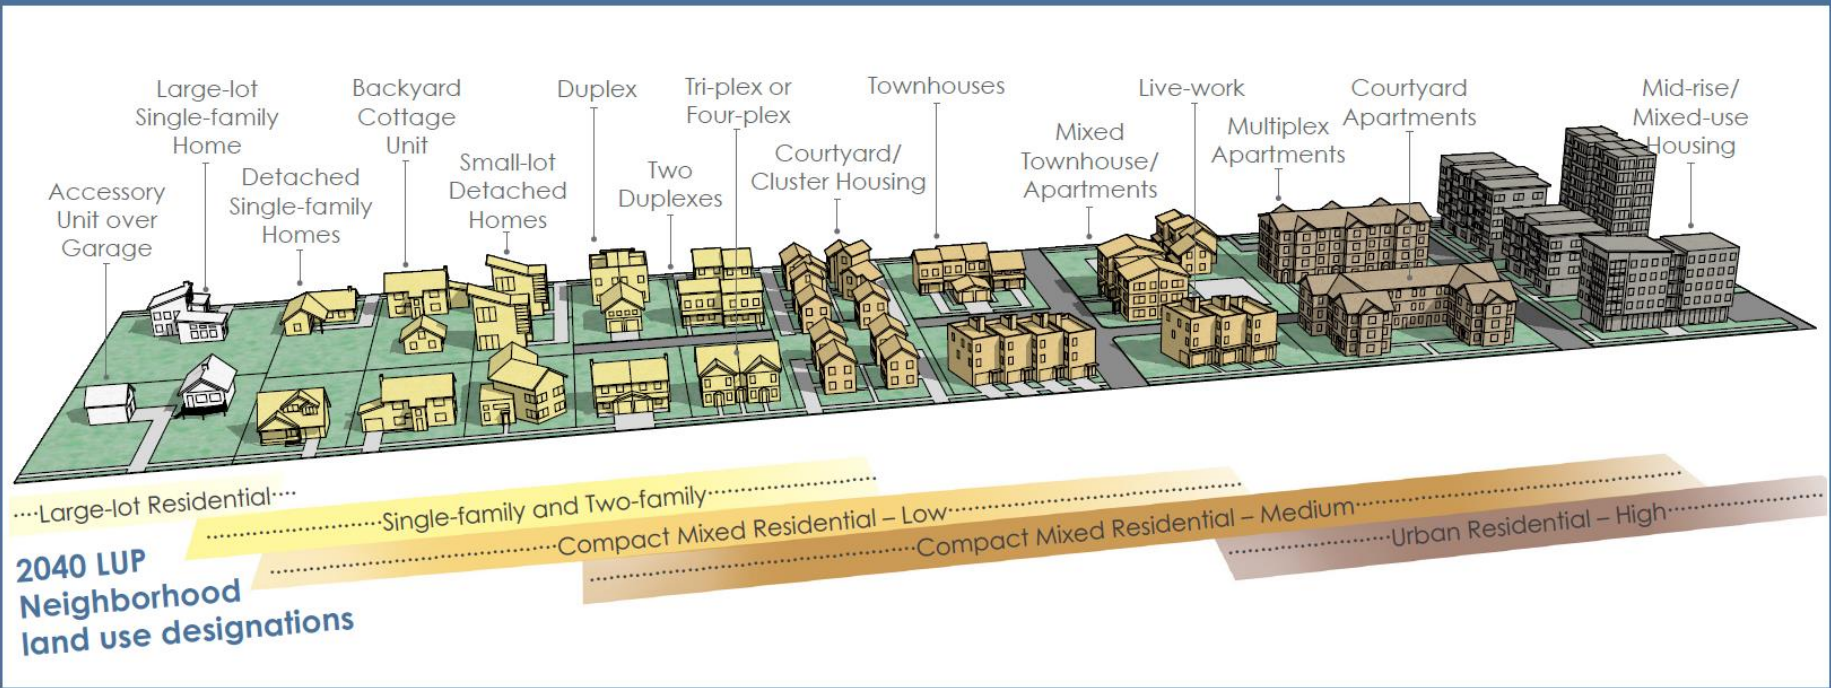 Accessory
Unit over
Garage
Large-lot
Single-family
Home
Detached
Single-family
Homes
Backyard
Cottage
Unit
Small-lot
Detached
Homes
Duplex
Two
Duplexes
Tri-plex or
Four-plex
Courtyard/
Cluster Housing
Townhouses
Mixed
Townhouse/
Apartments
Live-work
Multiplex
Apartments
Courtyard
Apartments
Mid-rise/
Mixed-use
Housing
Large-lot Residential
Single-family and Two-family
Compact Mixed Residential – Low
Compact Mixed Residential – Medium
Urban Residential – High
2040 LUP
Neighborhood
land use designations